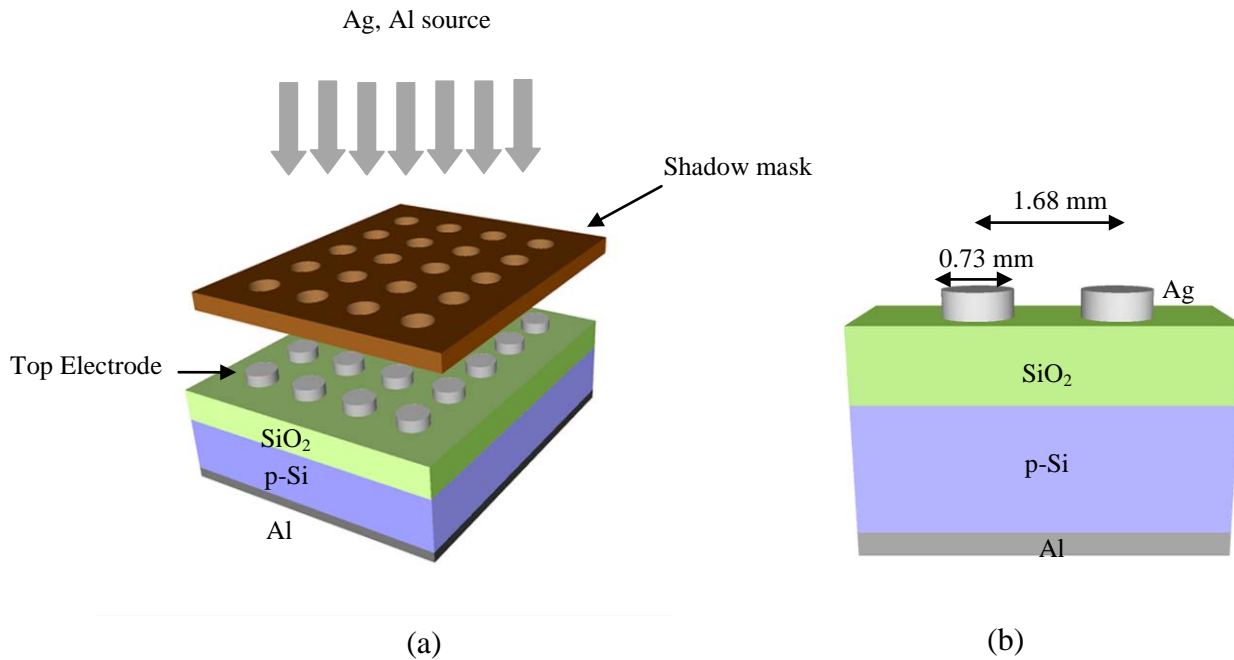 Ag, Al source
Shadow mask
Top Electrode
SiO₂
p-Si
Al
(a)
1.68 mm
0.73 mm
Ag
SiO₂
p-Si
Al
(b)